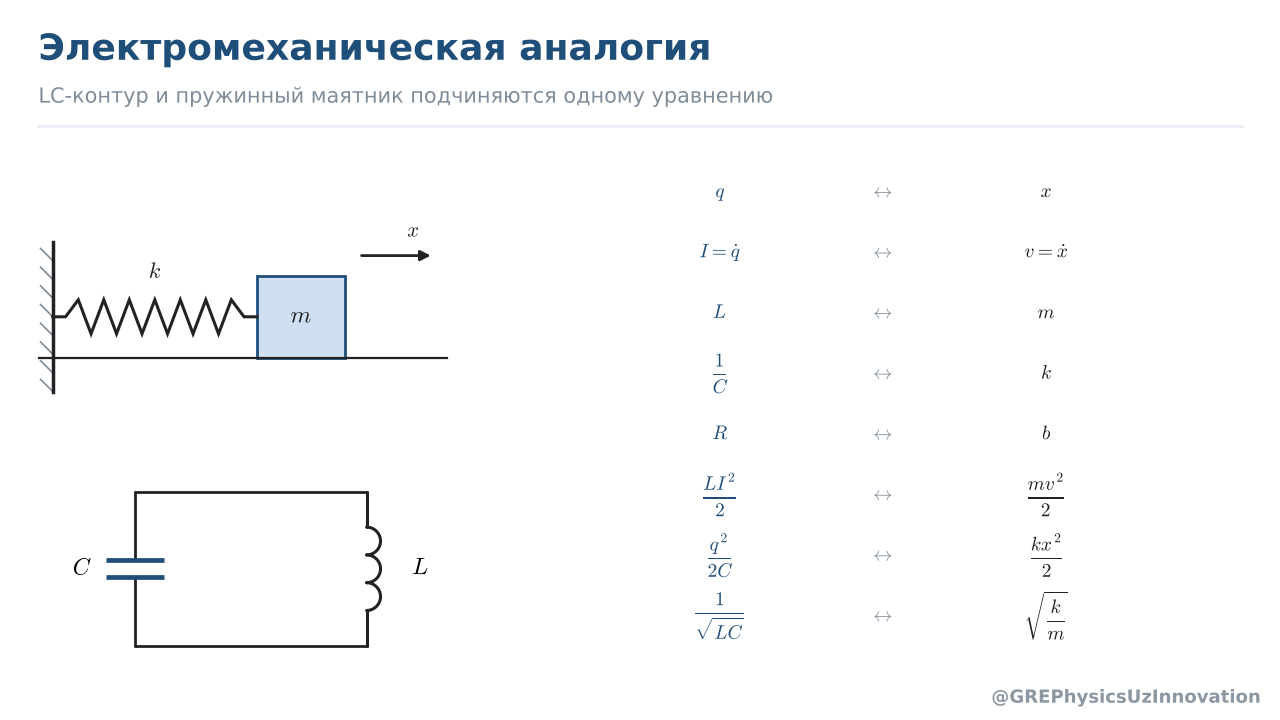 Электромеханическая аналогия
LC-контур и пружинный маятник подчиняются одному уравнению
x
k
m
C
L
q ↔ x
I = q̇ ↔ v = ẋ
L ↔ m
1/C ↔ k
R ↔ b
LI²/2 ↔ mv²/2
q²/2C ↔ kx²/2
1/√LC ↔ √k/m
@GREPhysicsUzInnovation